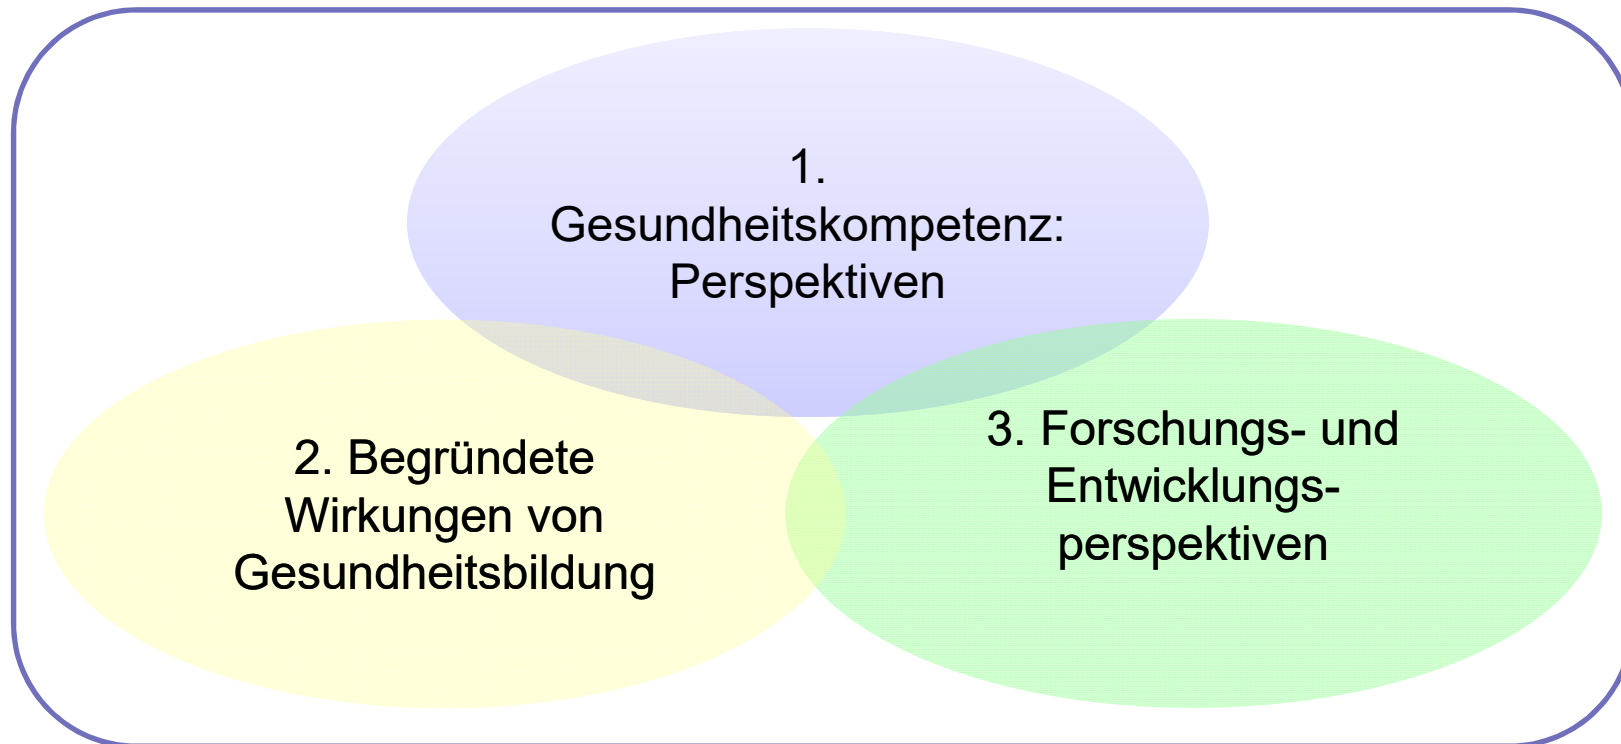 1.
Gesundheitskompetenz:
Perspektiven
2. Begründete
Wirkungen von
Gesundheitsbildung
3. Forschungs- und
Entwicklungs-
perspektiven